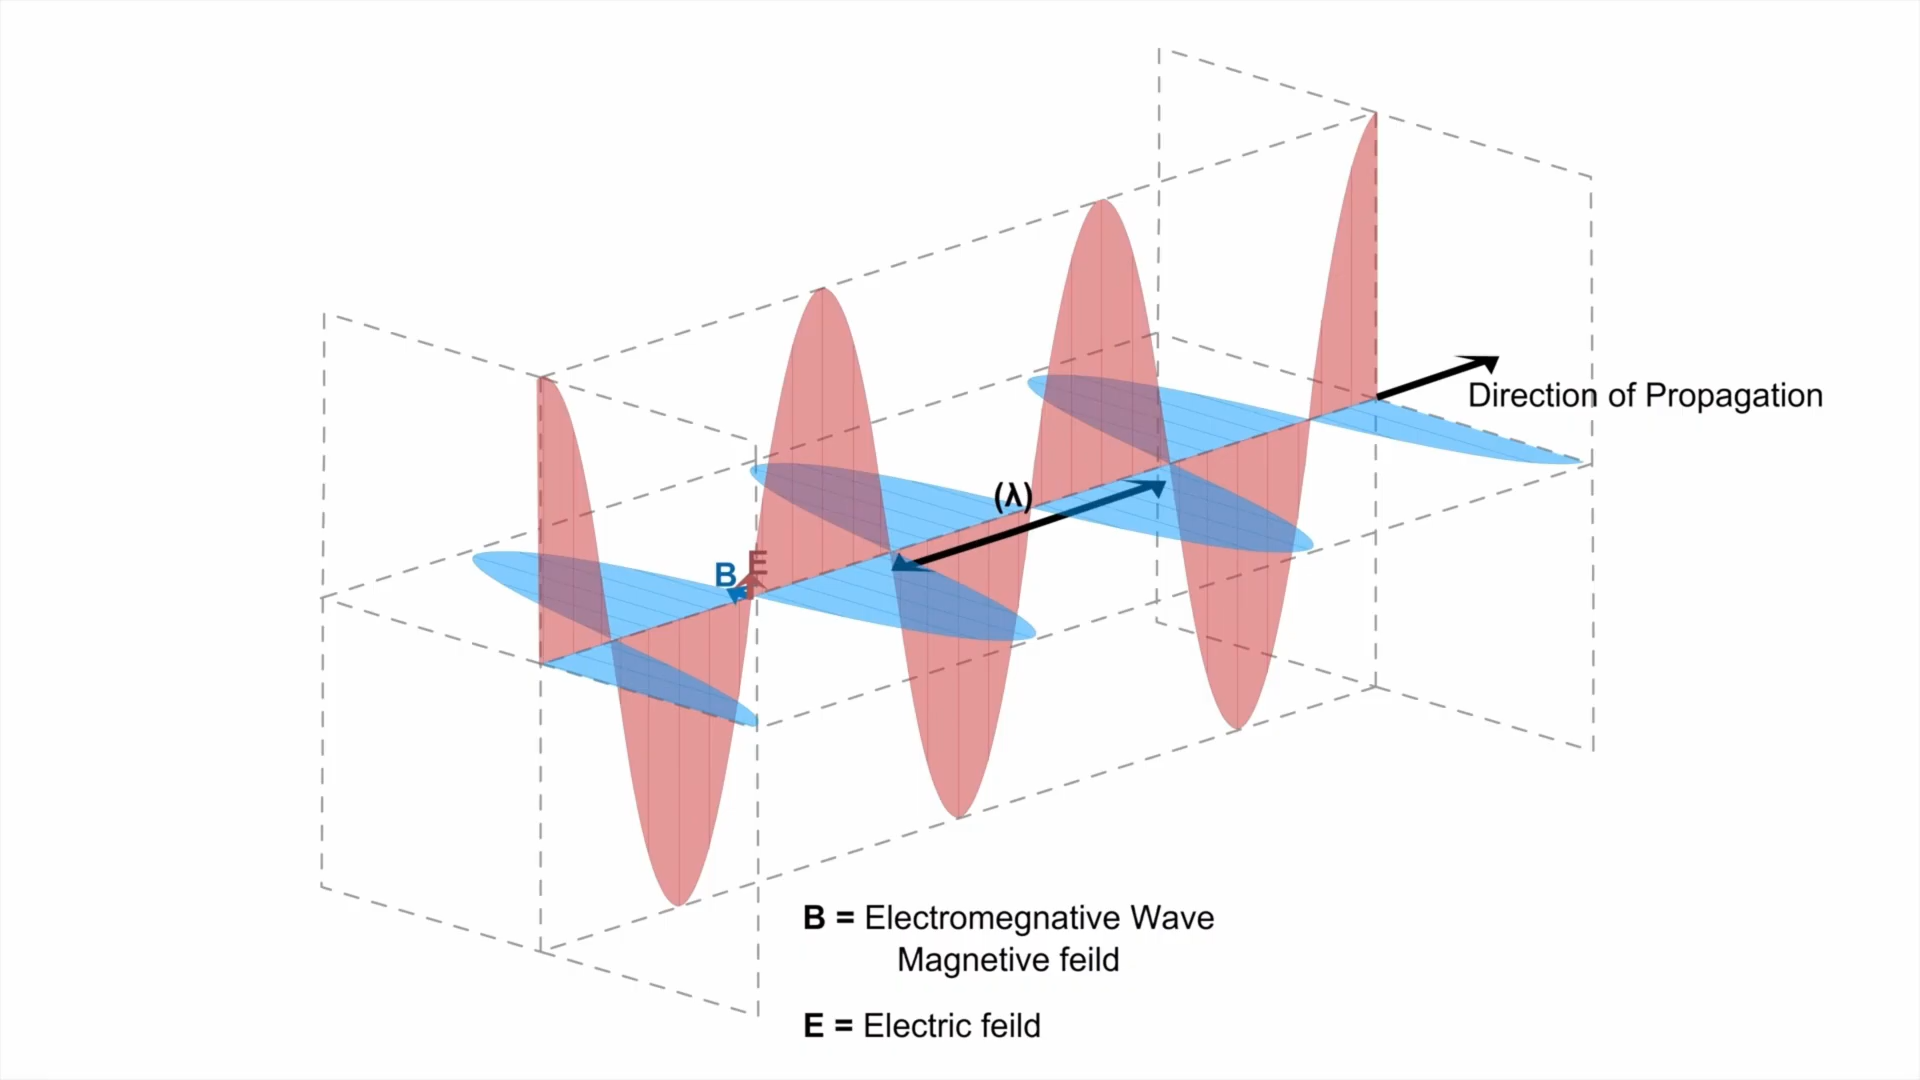 Direction of Propagation
(λ)
B
E
B = Electromegnative Wave
Magnetive feild
E = Electric feild